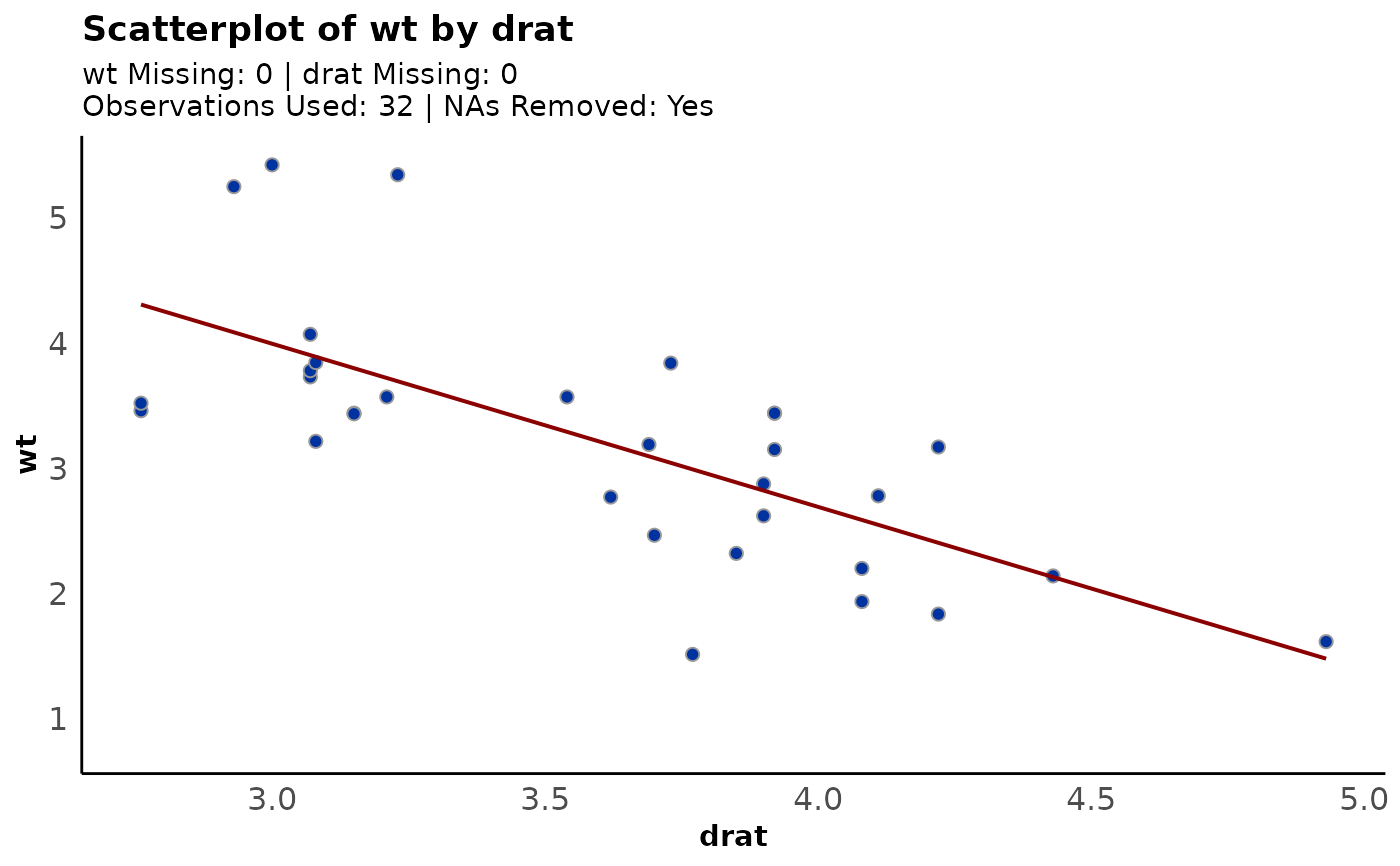 Scatterplot of wt by drat
wt Missing: 0 | drat Missing: 0
Observations Used: 32 | NAs Removed: Yes
5
4
3
2
1
wt
3.0
3.5
4.0
4.5
5.0
drat